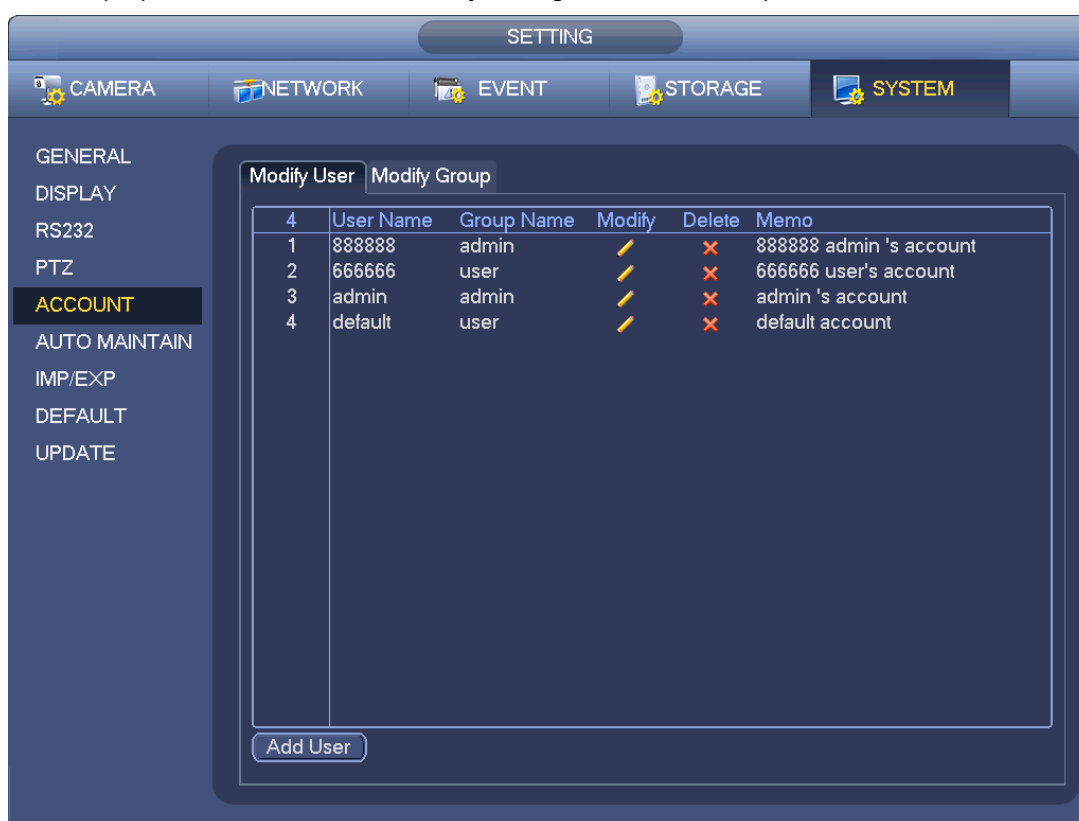 SETTING
CAMERA NETWORK EVENT STORAGE SYSTEM
GENERAL
DISPLAY
RS232
PTZ
ACCOUNT
AUTO MAINTAIN
IMP/EXP
DEFAULT
UPDATE
Modify User Modify Group
4 User Name Group Name Modify Delete Memo
1 888888 admin 888888 admin 's account
2 666666 user 666666 user's account
3 admin admin admin 's account
4 default user default account
Add User